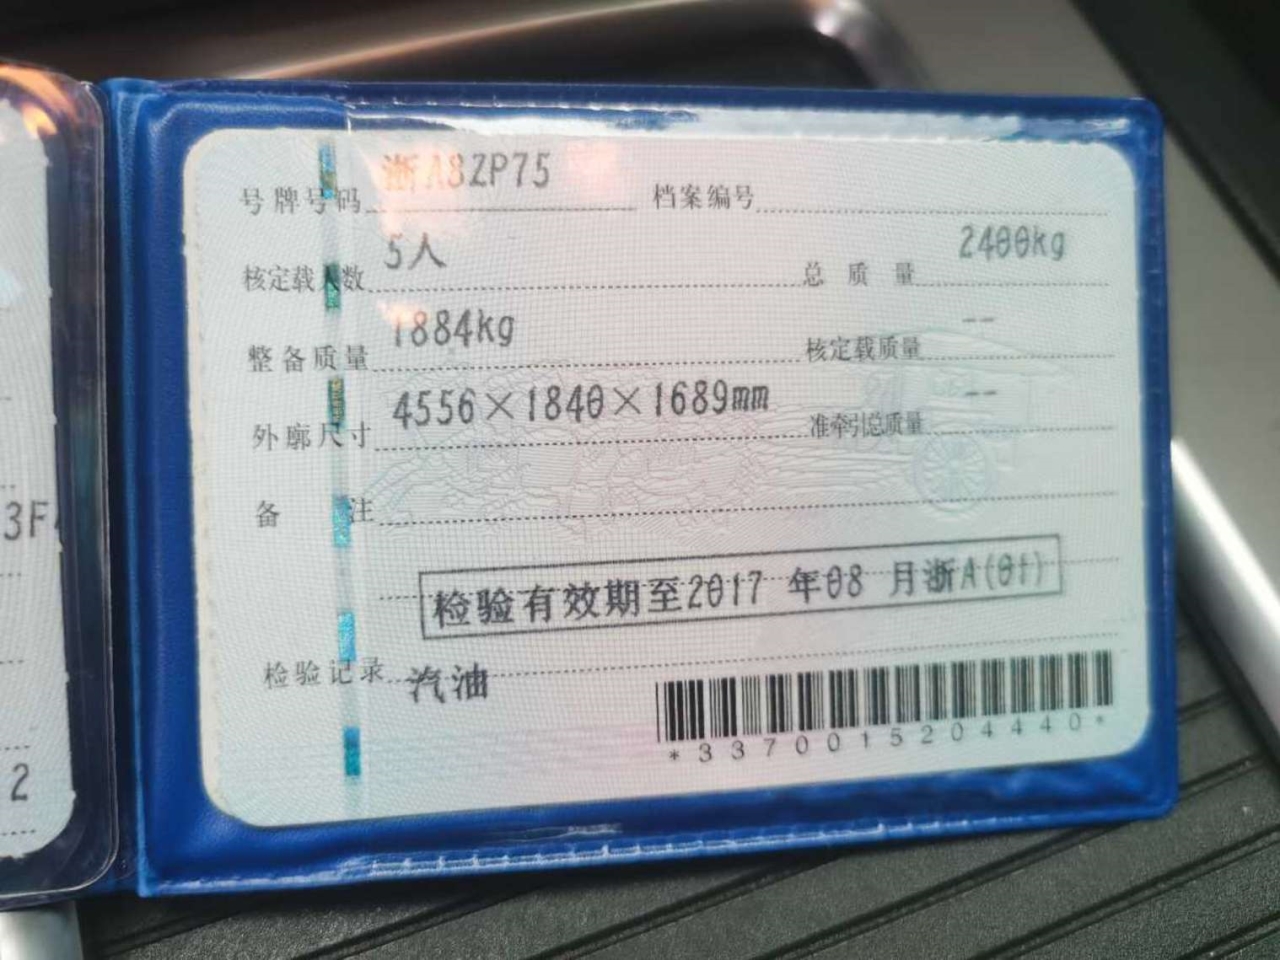 号牌号码 浙A8ZP75 档案编号
核定载人数 5人 总质量 2400kg
整备质量 1884kg 核定载质量 --
外廓尺寸 4556×1840×1689mm 准牵引总质量 --
备注
检验有效期至2017 年08 月浙A(01)
检验记录 汽油
*3370015204440*
3F
2